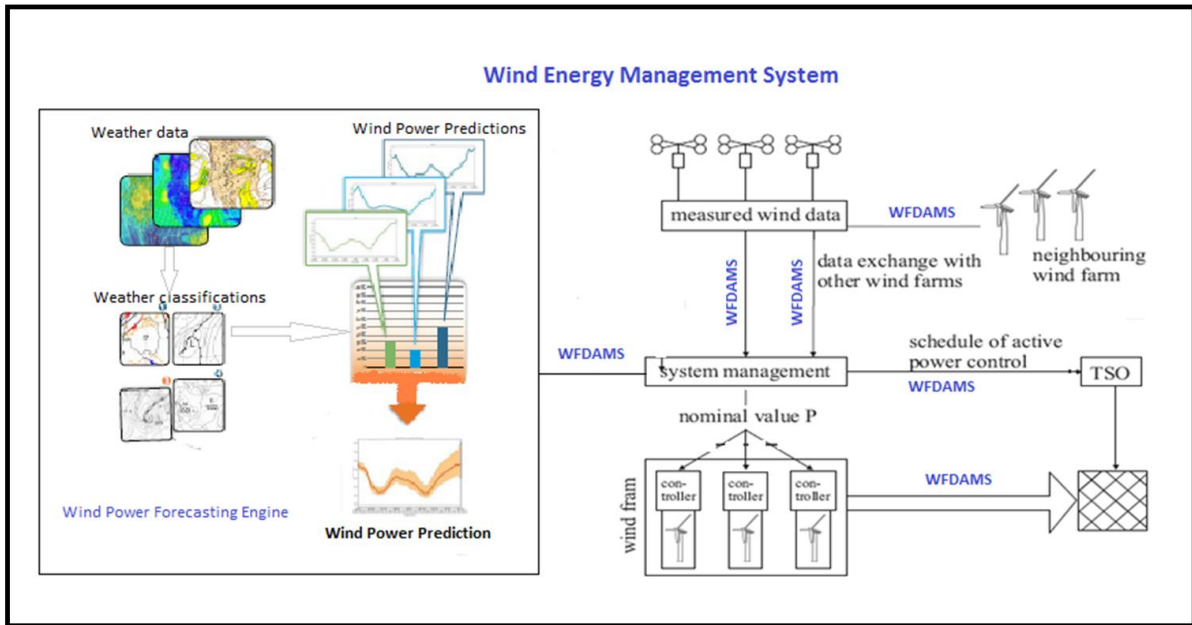 Wind Energy Management System
Weather data
Wind Power Predictions
Weather classifications
Wind Power Forecasting Engine
Wind Power Prediction
measured wind data
WFDAMS
neighbouring
wind farm
WFDAMS
WFDAMS
data exchange with
other wind farms
WFDAMS
system management
schedule of active
power control
WFDAMS
TSO
nominal value P
wind fram
con-
troller
con-
troller
con-
troller
WFDAMS